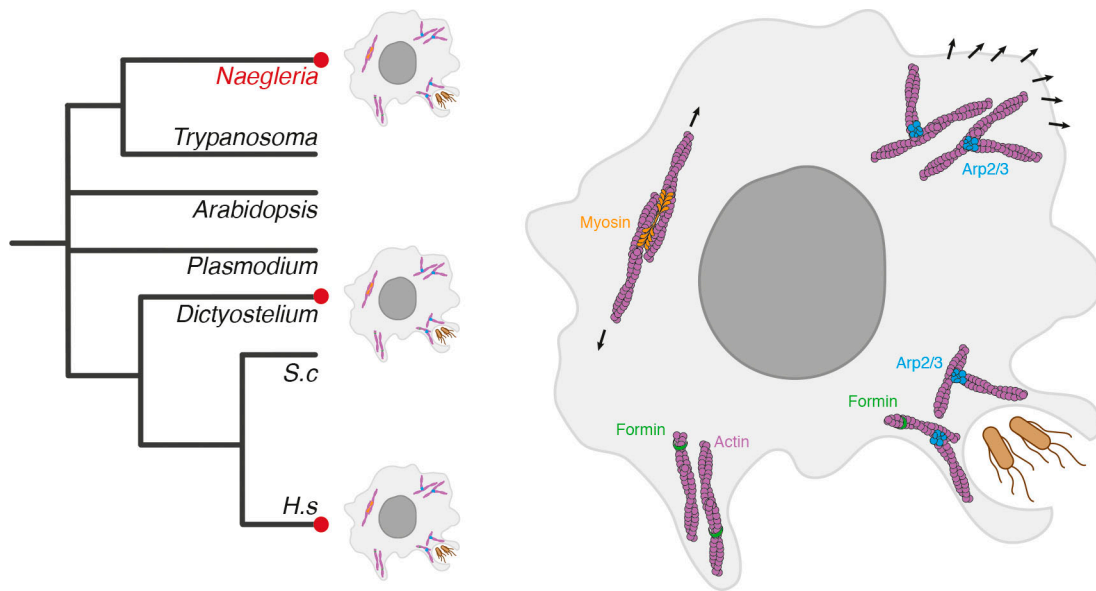 Naegleria
Trypanosoma
Arabidopsis
Plasmodium
Dictyostelium
S.c
H.s
Arp2/3
Myosin
Arp2/3
Formin
Formin
Actin